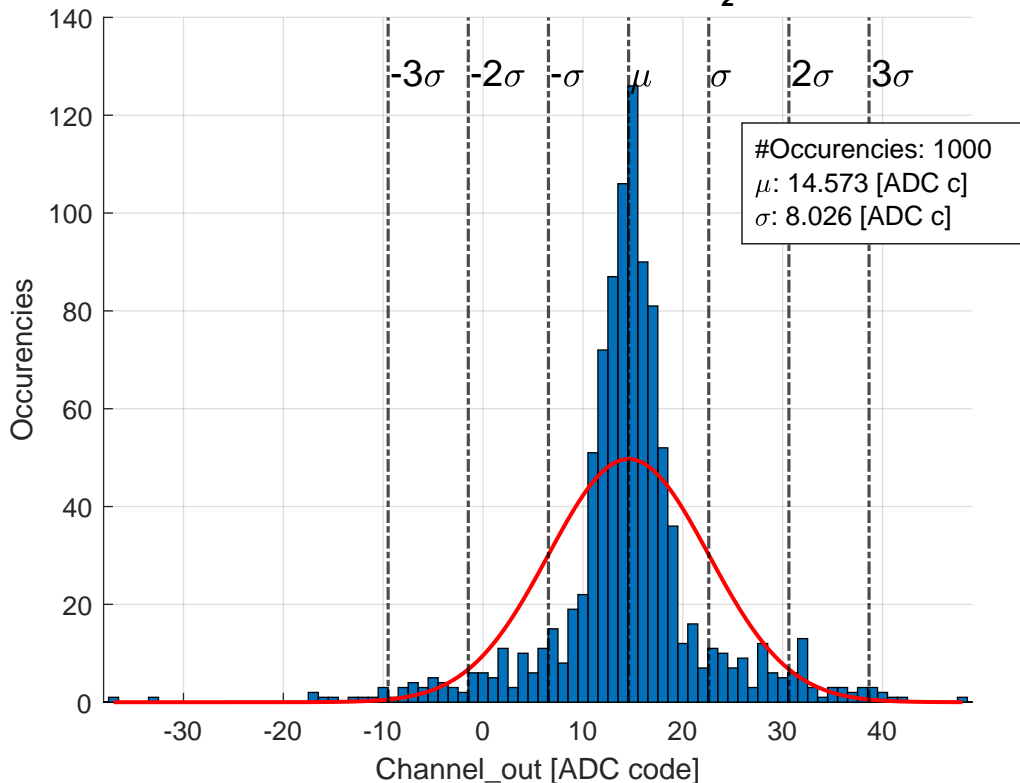 2
140
120
100
80
60
40
20
0
-3σ -2σ -σ μ σ 2σ 3σ
#Occurencies: 1000
μ: 14.573 [ADC c]
σ: 8.026 [ADC c]
Occurencies
-30 -20 -10 0 10 20 30 40
Channel_out [ADC code]